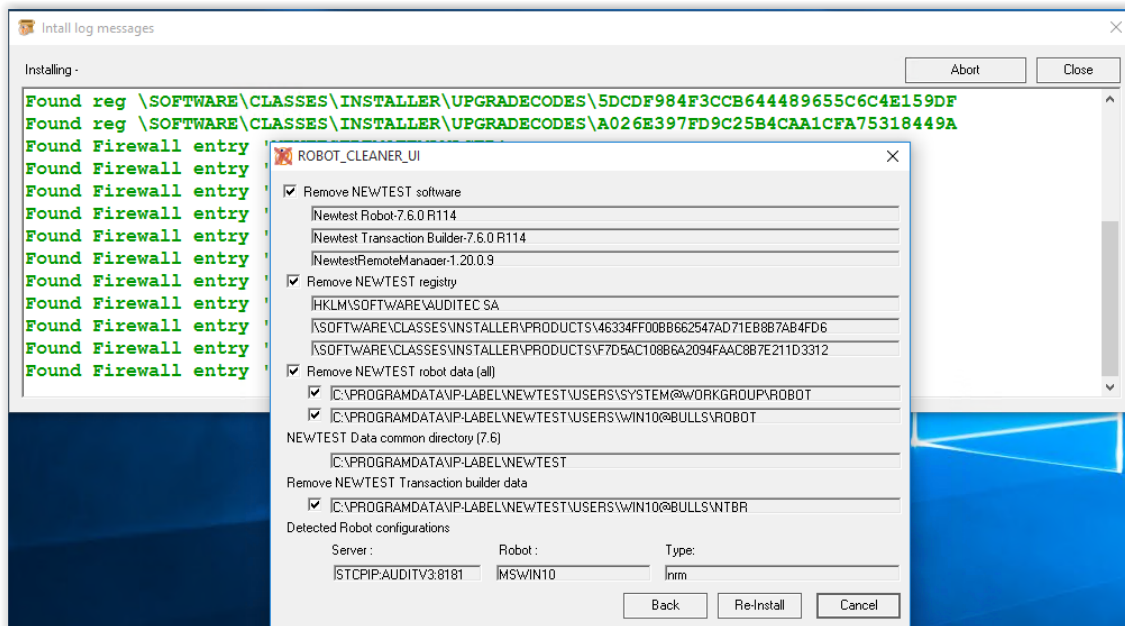 Intall log messages
Installing -
Abort
Close
Found reg \SOFTWARE\CLASSES\INSTALLER\UPGRADECODES\5DCDF984F3CCB644489655C6C4E159DF
Found reg \SOFTWARE\CLASSES\INSTALLER\UPGRADECODES\A026E397FD9C25B4CAA1CFA75318449A
Found Firewall entry '
Found Firewall entry '
Found Firewall entry '
Found Firewall entry '
Found Firewall entry '
Found Firewall entry '
Found Firewall entry '
Found Firewall entry '
Found Firewall entry '
Found Firewall entry '
Found Firewall entry '
ROBOT_CLEANER_UI
Remove NEWTEST software
Newtest Robot-7.6.0 R114
Newtest Transaction Builder-7.6.0 R114
NewtestRemoteManager-1.20.0.9
Remove NEWTEST registry
HKLM\SOFTWARE\AUDITEC SA
\SOFTWARE\CLASSES\INSTALLER\PRODUCTS\46334FF00BB662547AD71EB8B7AB4FD6
\SOFTWARE\CLASSES\INSTALLER\PRODUCTS\F7D5AC108B6A2094FAAC8B7E211D3312
Remove NEWTEST robot data (all)
C:\PROGRAMDATA\IP-LABEL\NEWTEST\USERS\SYSTEM@WORKGROUP\ROBOT
C:\PROGRAMDATA\IP-LABEL\NEWTEST\USERS\WIN10@BULLS\ROBOT
NEWTEST Data common directory (7.6)
C:\PROGRAMDATA\IP-LABEL\NEWTEST
Remove NEWTEST Transaction builder data
C:\PROGRAMDATA\IP-LABEL\NEWTEST\USERS\WIN10@BULLS\NTBR
Detected Robot configurations
Server : Robot : Type:
STCPIP:AUDITV3:8181 MSWIN10 nrm
Back Re-Install Cancel